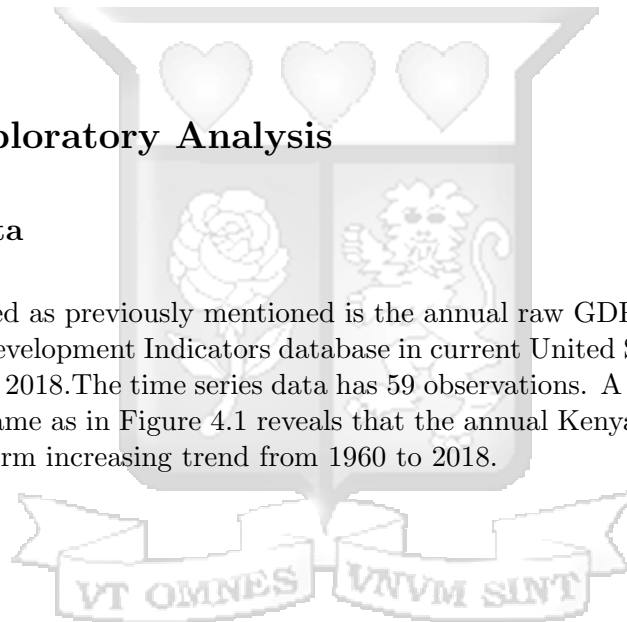 ploratory Analysis
ta
ed as previously mentioned is the annual raw GDP
evelopment Indicators database in current United S
2018.The time series data has 59 observations. A
ame as in Figure 4.1 reveals that the annual Kenya
rm increasing trend from 1960 to 2018.
VT OMNES VNVM SINT